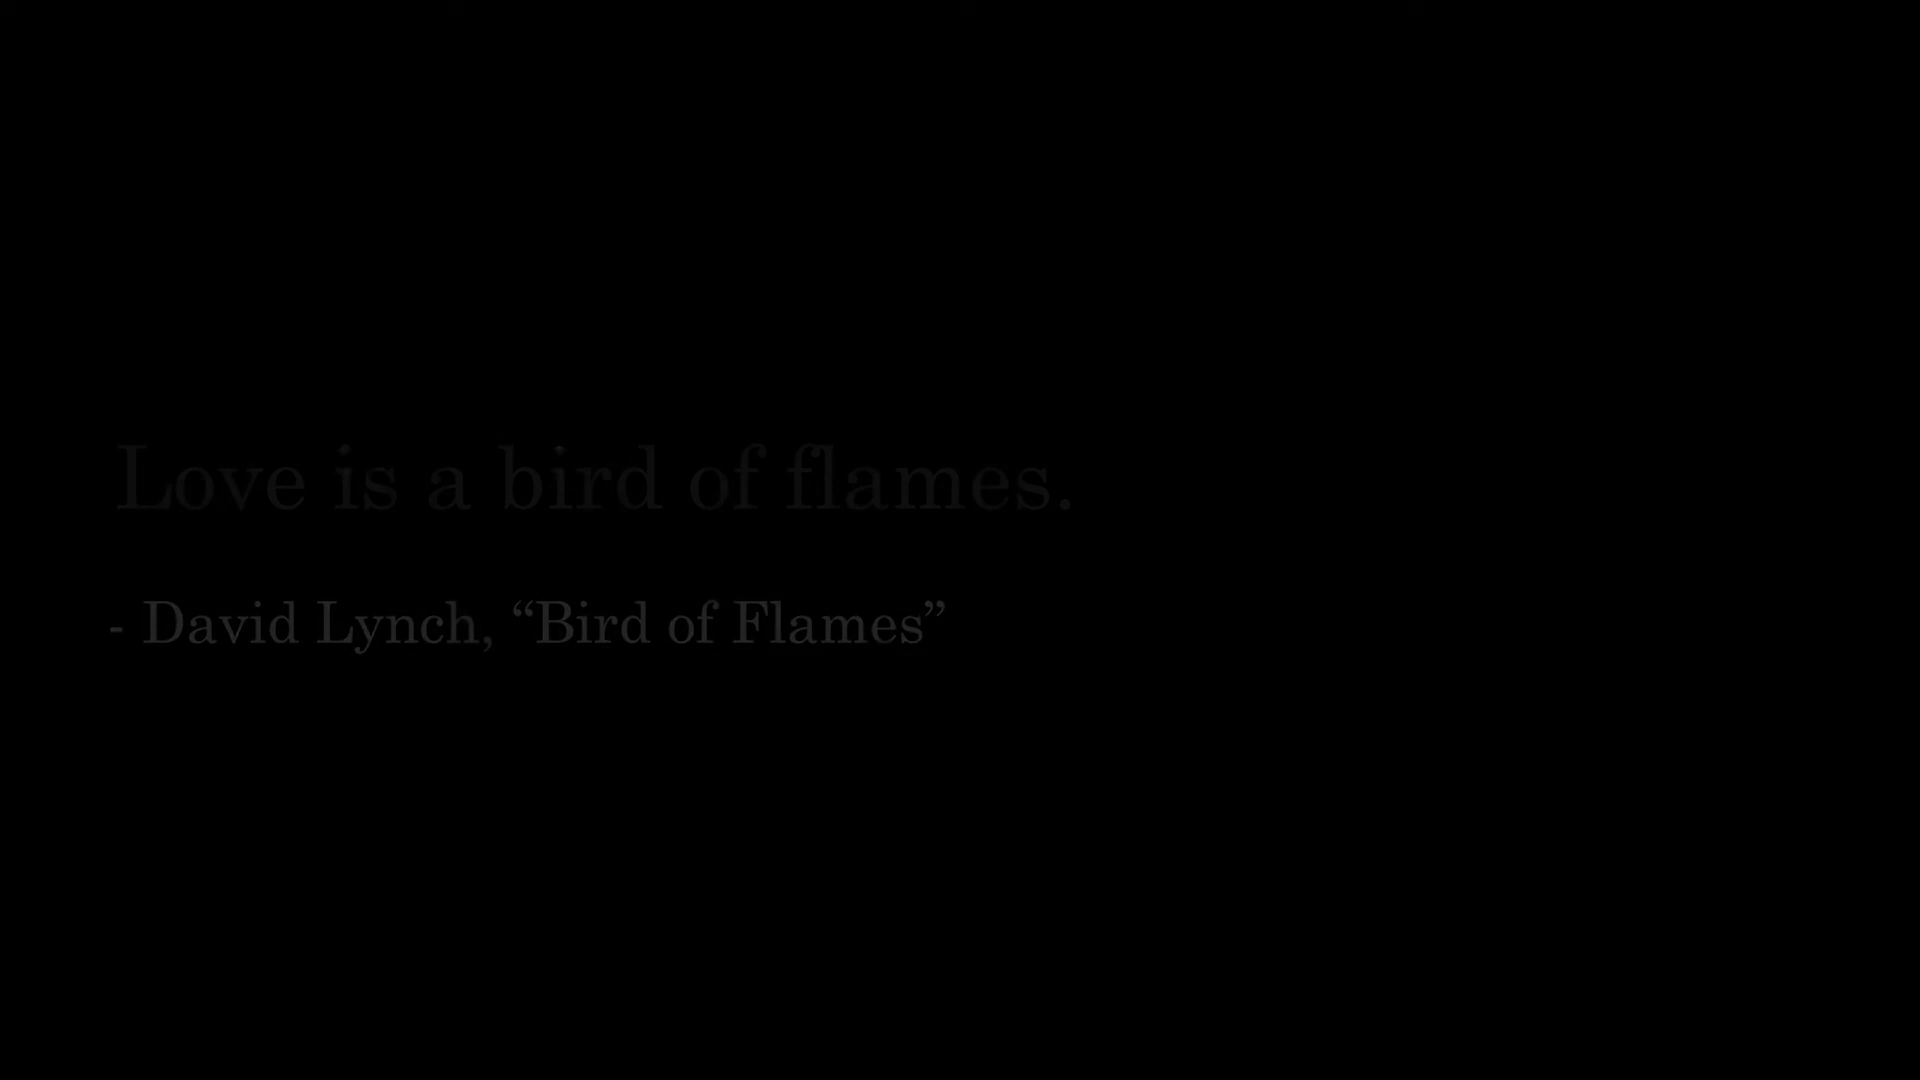 Love is a bird of flames.
- David Lynch, “Bird of Flames”